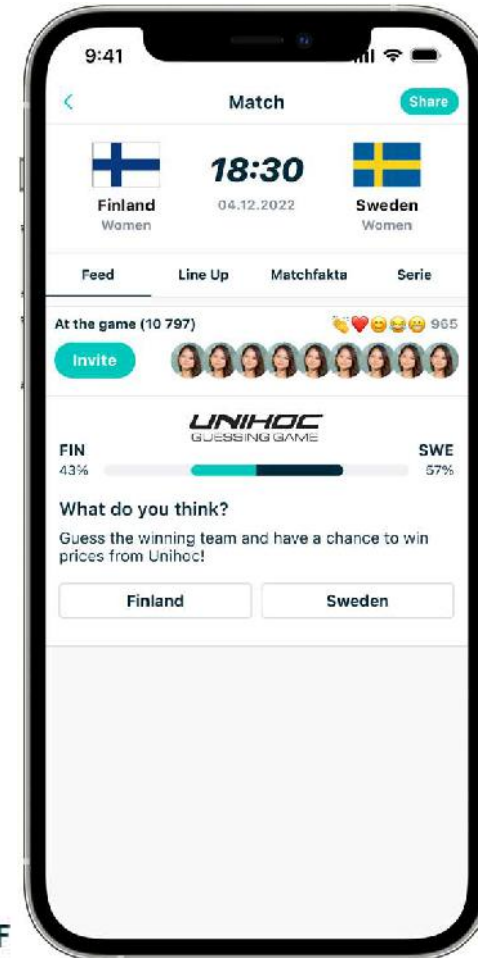 9:41
Match
Share
18:30
Finland
04.12.2022
Sweden
Women
Women
Feed
Line Up
Matchfakta
Serie
At the game (10 797)
👏❤️😊😂😁 965
Invite
UNIHOC
GUESSING GAME
FIN
SWE
43%
57%
What do you think?
Guess the winning team and have a chance to win
prices from Unihoc!
Finland
Sweden
F